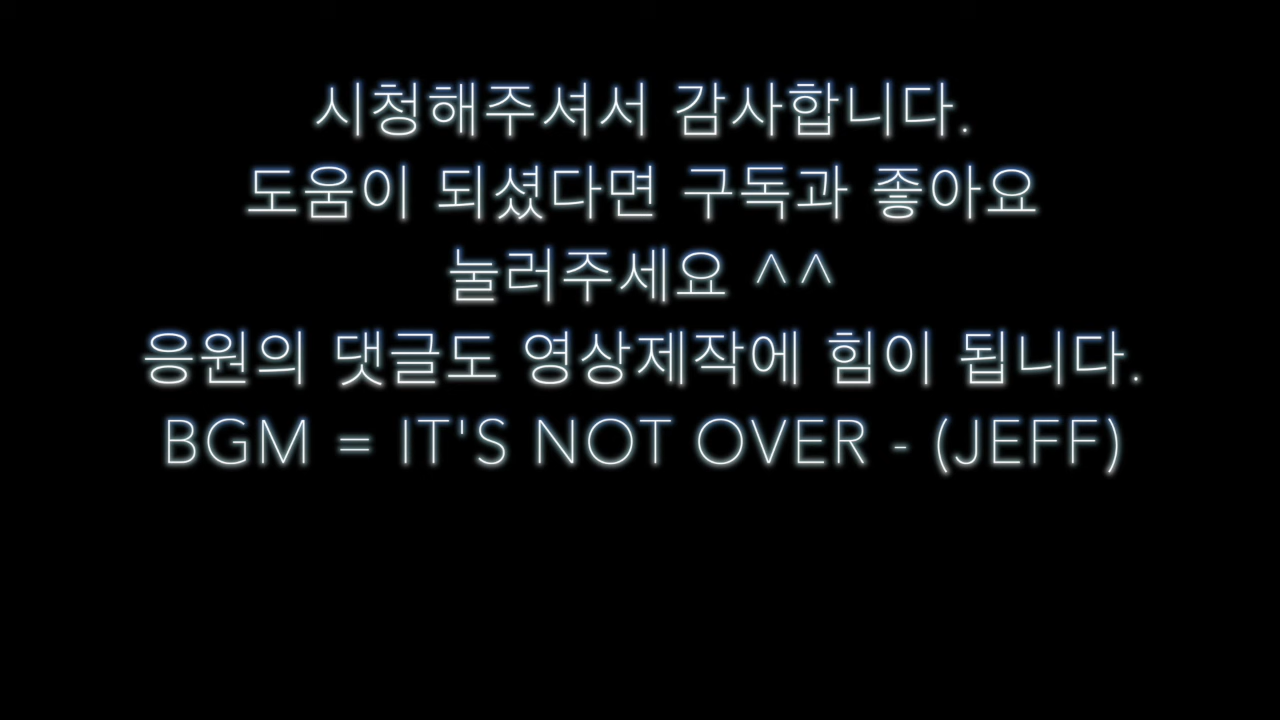 시청해주셔서 감사합니다.
도움이 되셨다면 구독과 좋아요
눌러주세요 ^^
응원의 댓글도 영상제작에 힘이 됩니다.
BGM = IT'S NOT OVER - (JEFF)